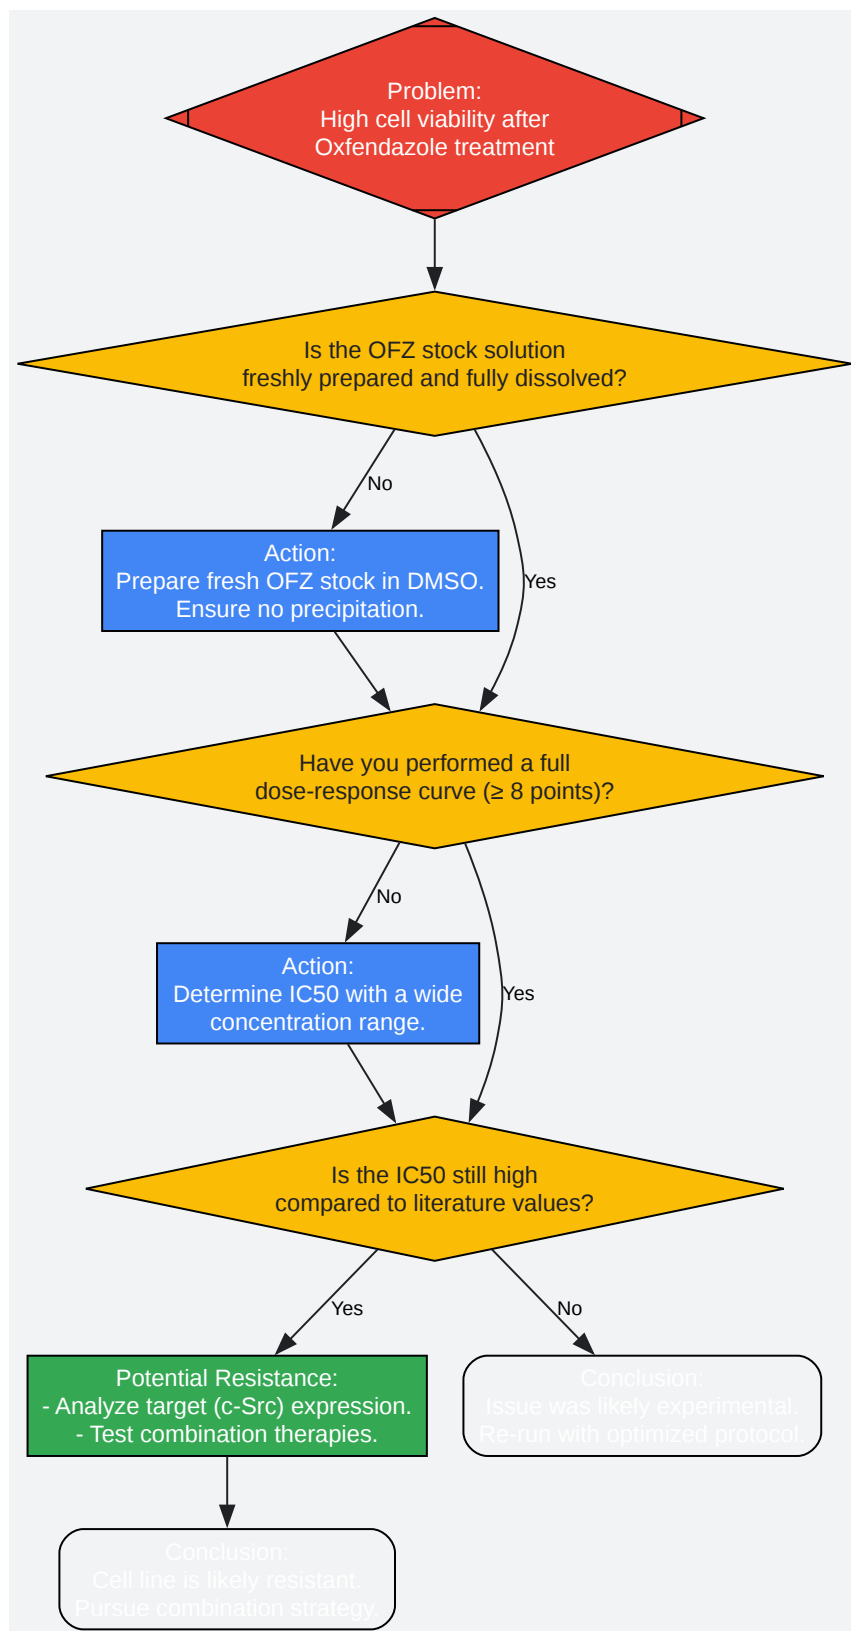 Problem:
High cell viability after
Oxfendazole treatment
Is the OFZ stock solution
freshly prepared and fully dissolved?
No
Yes
Action:
Prepare fresh OFZ stock in DMSO.
Ensure no precipitation.
Have you performed a full
dose-response curve (≥ 8 points)?
No
Yes
Action:
Determine IC50 with a wide
concentration range.
Is the IC50 still high
compared to literature values?
Yes
No
Potential Resistance:
- Analyze target (c-Src) expression.
- Test combination therapies.
Conclusion:
Issue was likely experimental.
Re-run with optimized protocol.
Conclusion:
Cell line is likely resistant.
Pursue combination strategy.